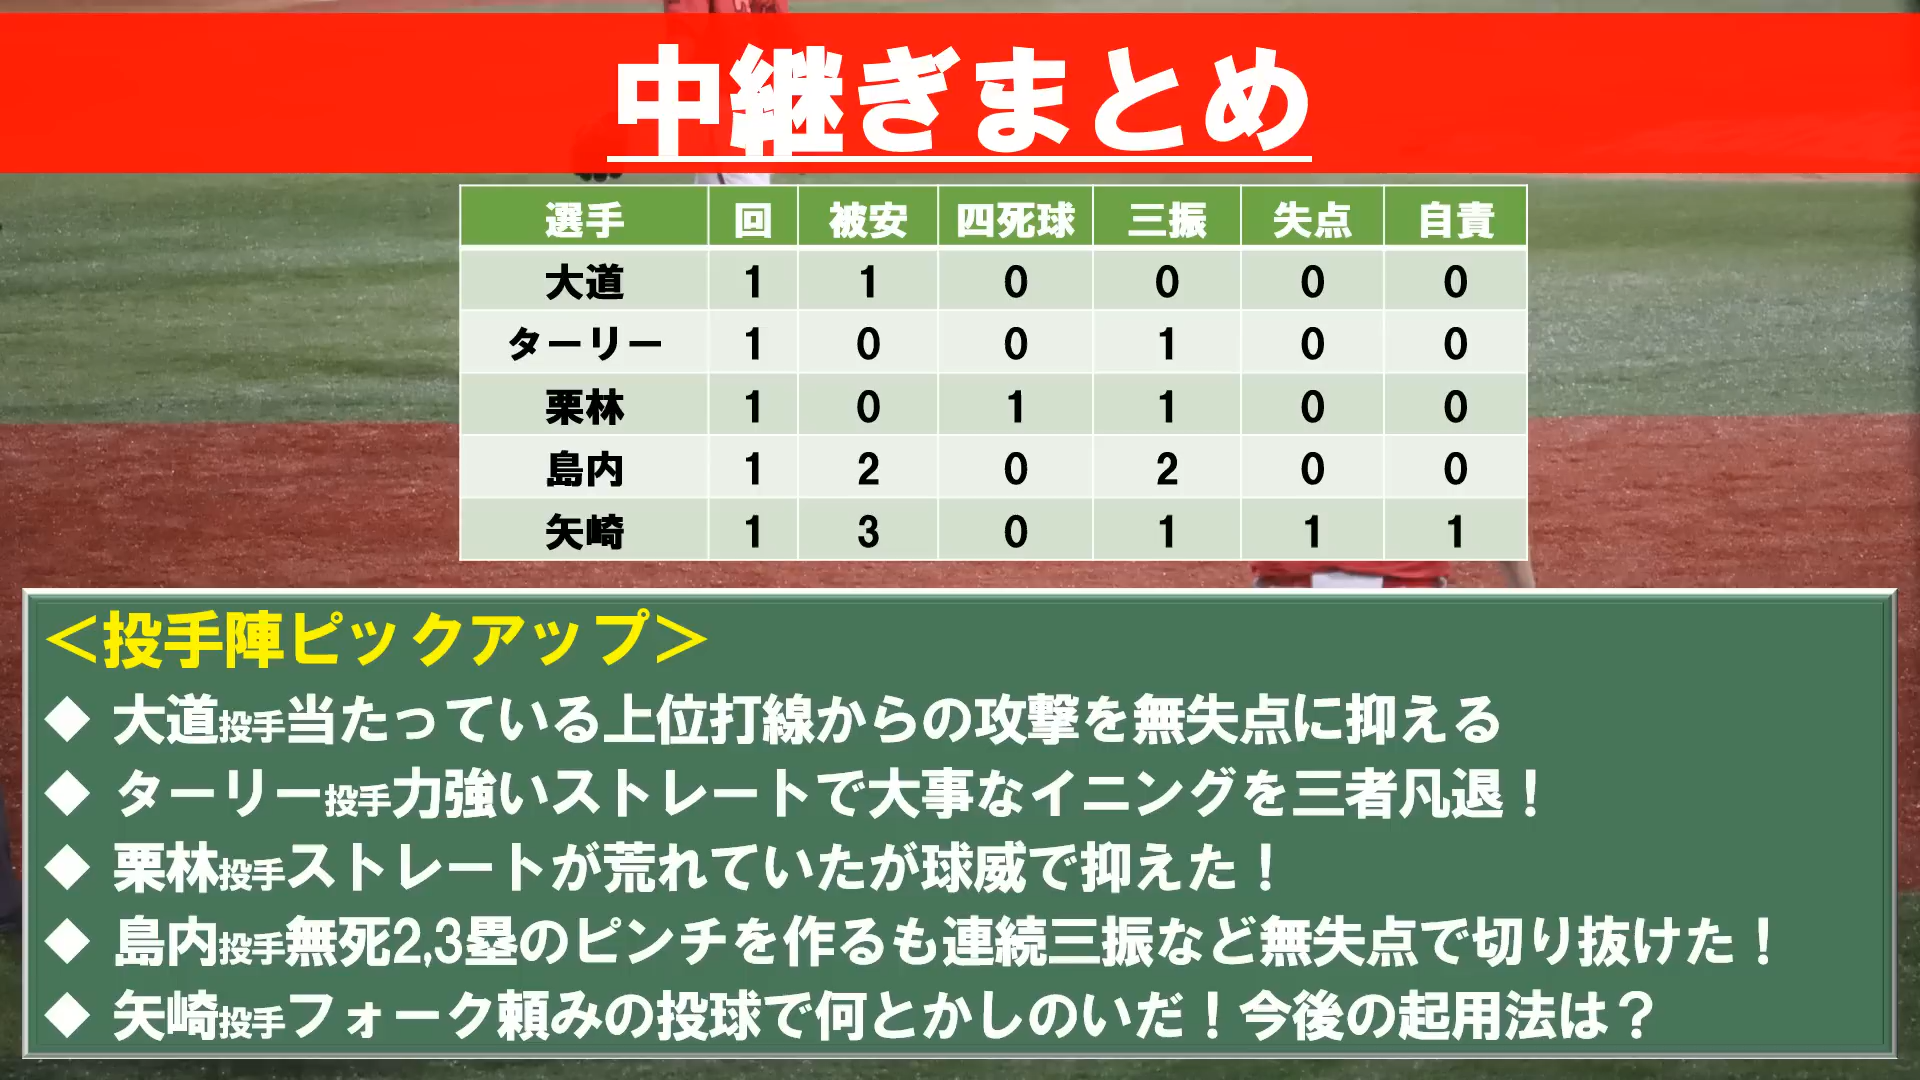 中継ぎまとめ
選手 回 被安 四死球 三振 失点 自責
大道 1 1 0 0 0 0
ターリー 1 0 0 1 0 0
栗林 1 0 1 1 0 0
島内 1 2 0 2 0 0
矢崎 1 3 0 1 1 1
＜投手陣ピックアップ＞
◆ 大道投手当たっている上位打線からの攻撃を無失点に抑える
◆ ターリー投手力強いストレートで大事なイニングを三者凡退！
◆ 栗林投手ストレートが荒れていたが球威で抑えた！
◆ 島内投手無死2,3塁のピンチを作るも連続三振など無失点で切り抜けた！
◆ 矢崎投手フォーク頼みの投球で何とかしのいだ！今後の起用法は？